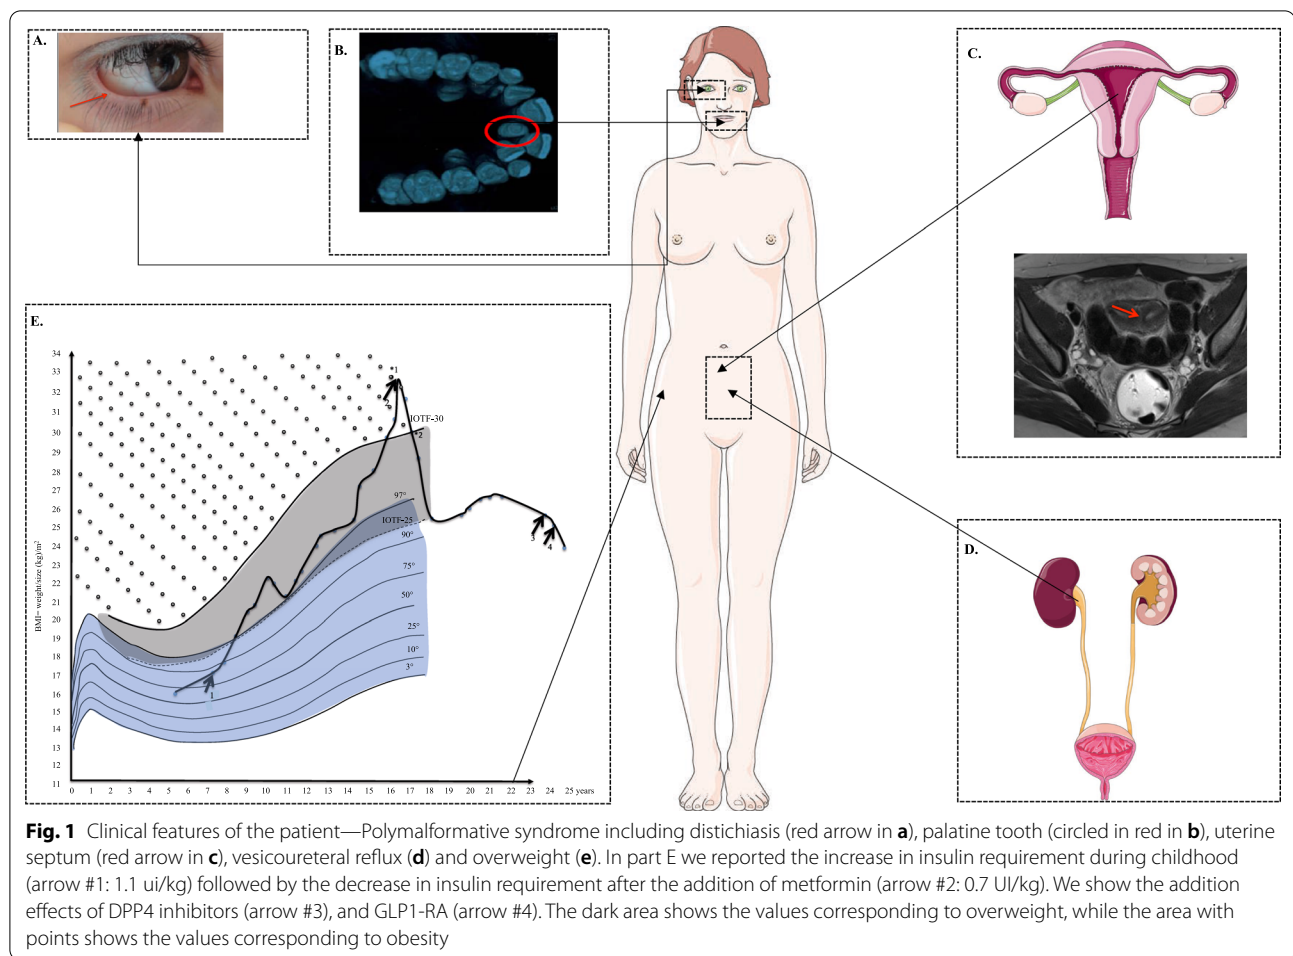 A.
B.
C.
D.
E.
BMI= weight/size (kg)/m²
34
33
32
31
30
29
28
27
26
25
24
23
22
21
20
19
18
17
16
15
14
13
12
11
0 1 2 3 4 5 6 7 8 9 10 11 12 13 14 15 16 17 18 19 20 21 22 23 24 25 years
*1
2
IOTF-30
*2
97°
IOTF-25
90°
75°
50°
25°
10°
3°
1
3
4
Fig. 1 Clinical features of the patient—Polymalformative syndrome including distichiasis (red arrow in a), palatine tooth (circled in red in b), uterine
septum (red arrow in c), vesicoureteral reflux (d) and overweight (e). In part E we reported the increase in insulin requirement during childhood
(arrow #1: 1.1 ui/kg) followed by the decrease in insulin requirement after the addition of metformin (arrow #2: 0.7 UI/kg). We show the addition
effects of DPP4 inhibitors (arrow #3), and GLP1-RA (arrow #4). The dark area shows the values corresponding to overweight, while the area with
points shows the values corresponding to obesity